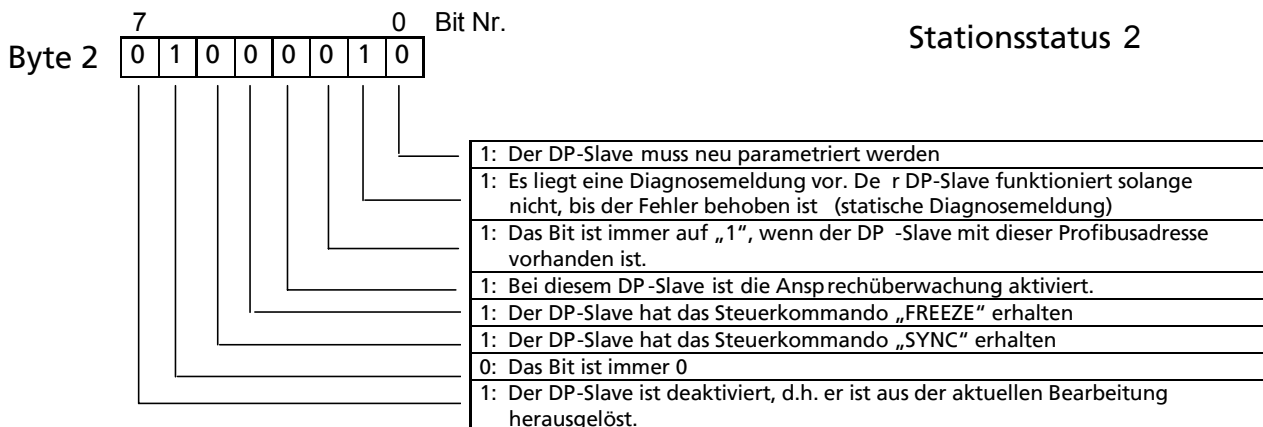 7 0 Bit Nr.
Stationsstatus 2
Byte 2 0 1 0 0 0 0 1 0
1: Der DP-Slave muss neu parametriert werden
1: Es liegt eine Diagnosemeldung vor. De r DP-Slave funktioniert solange
nicht, bis der Fehler behoben ist (statische Diagnosemeldung)
1: Das Bit ist immer auf „1“, wenn der DP -Slave mit dieser Profibusadresse
vorhanden ist.
1: Bei diesem DP-Slave ist die Ansprechüberwachung aktiviert.
1: Der DP-Slave hat das Steuerkommando „FREEZE“ erhalten
1: Der DP-Slave hat das Steuerkommando „SYNC“ erhalten
0: Das Bit ist immer 0
1: Der DP-Slave ist deaktiviert, d.h. er ist aus der aktuellen Bearbeitung
herausgelöst.